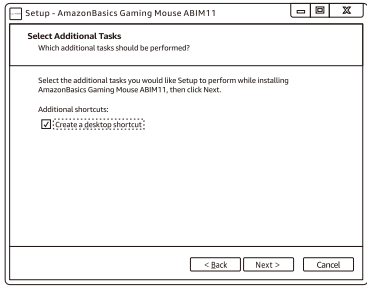 Setup - AmazonBasics Gaming Mouse ABIM11
Select Additional Tasks
Which additional tasks should be performed?
Select the additional tasks you would like Setup to perform while installing
AmazonBasics Gaming Mouse ABIM11, then click Next.
Additional shortcuts:
Create a desktop shortcut
< Back Next > Cancel